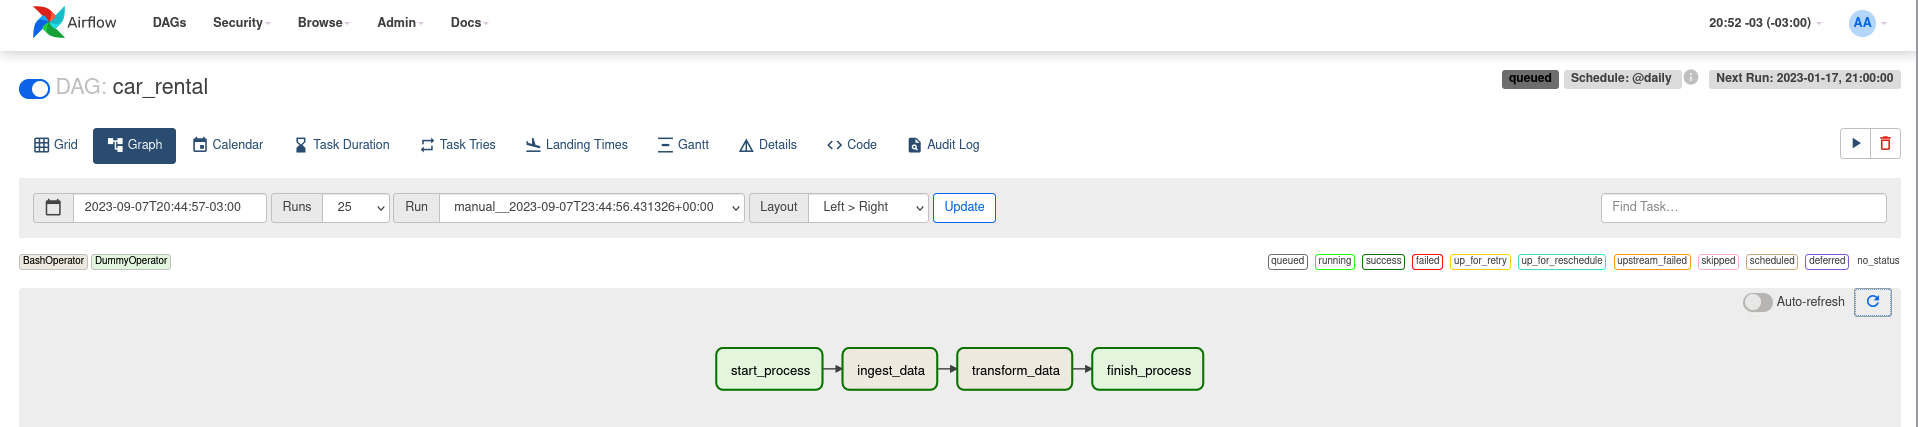 Airflow DAGs Security Browse Admin Docs 20:52 -03 (-03:00) AA
DAG: car_rental queued Schedule: @daily i Next Run: 2023-01-17, 21:00:00
Grid Graph Calendar Task Duration Task Tries Landing Times Gantt Details Code Audit Log
2023-09-07T20:44:57-03:00 Runs 25 Run manual__2023-09-07T23:44:56.431326+00:00 Layout Left > Right Update Find Task...
BashOperator DummyOperator queued running success failed up_for_retry up_for_reschedule upstream_failed skipped scheduled deferred no_status
Auto-refresh
start_process ingest_data transform_data finish_process